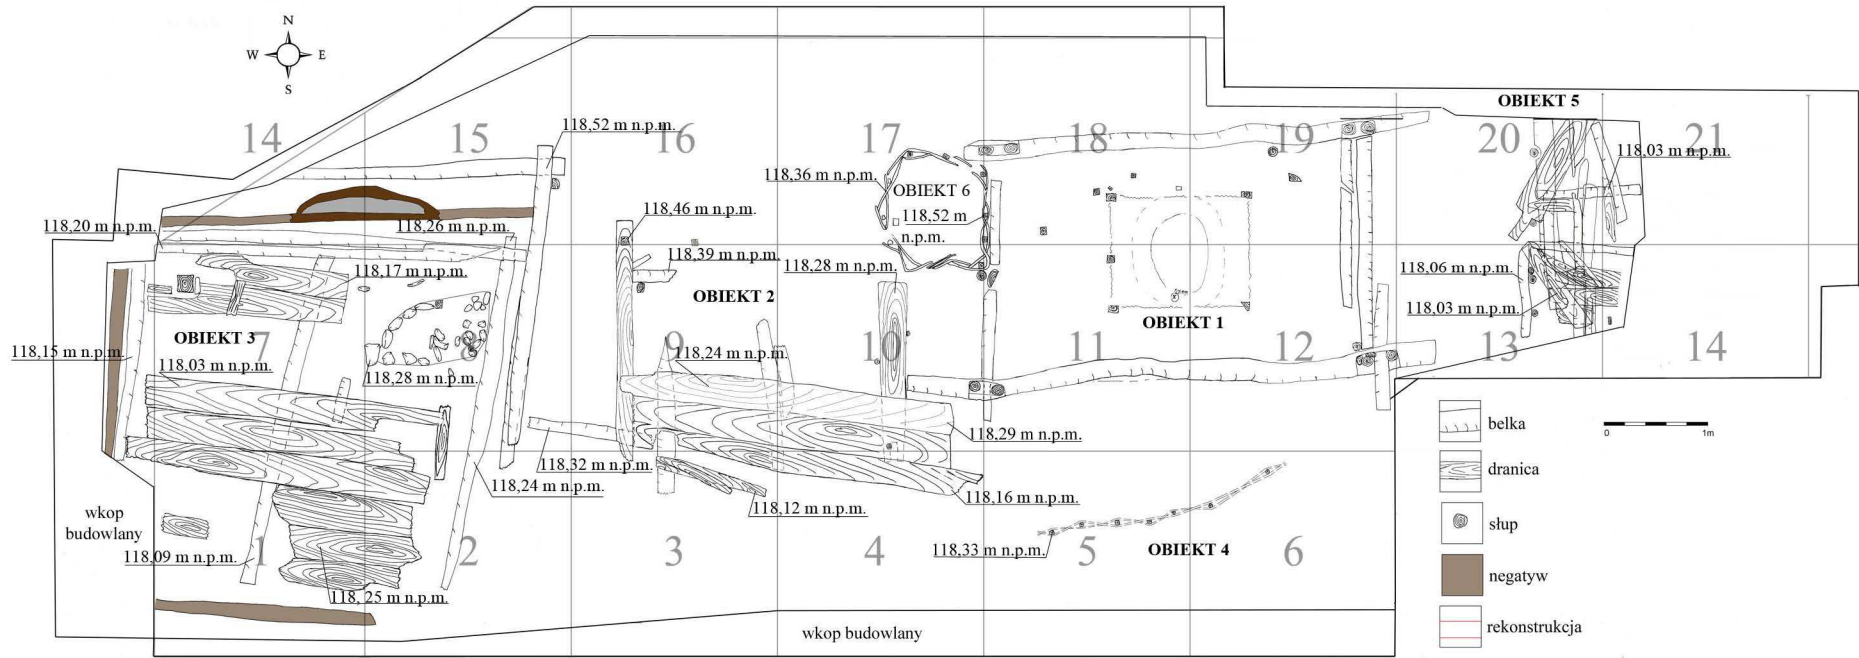 N
W E
S
OBIEKT 5
14
15
118,52 m n.p.m.
16
17
18
19
20
21
118,03 m n.p.m.
118,36 m n.p.m.
OBIEKT 6
118,52 m
n.p.m.
118,20 m n.p.m.
118,26 m n.p.m.
118,46 m n.p.m.
118,39 m n.p.m.
118,17 m n.p.m.
118,28 m n.p.m.
118,06 m n.p.m.
118,03 m n.p.m.
OBIEKT 2
OBIEKT 1
OBIEKT 3
7
8
9
10
11
12
13
14
118,15 m n.p.m.
118,03 m n.p.m.
118,24 m n.p.m.
118,28 m n.p.m.
118,29 m n.p.m.
118,32 m n.p.m.
118,24 m n.p.m.
118,16 m n.p.m.
118,12 m n.p.m.
wkop
budowlany
118,09 m n.p.m.
1
2
3
4
5
6
118,33 m n.p.m.
OBIEKT 4
118, 25 m n.p.m.
wkop budowlany
belka
0 1m
dranica
słup
negatyw
rekonstrukcja